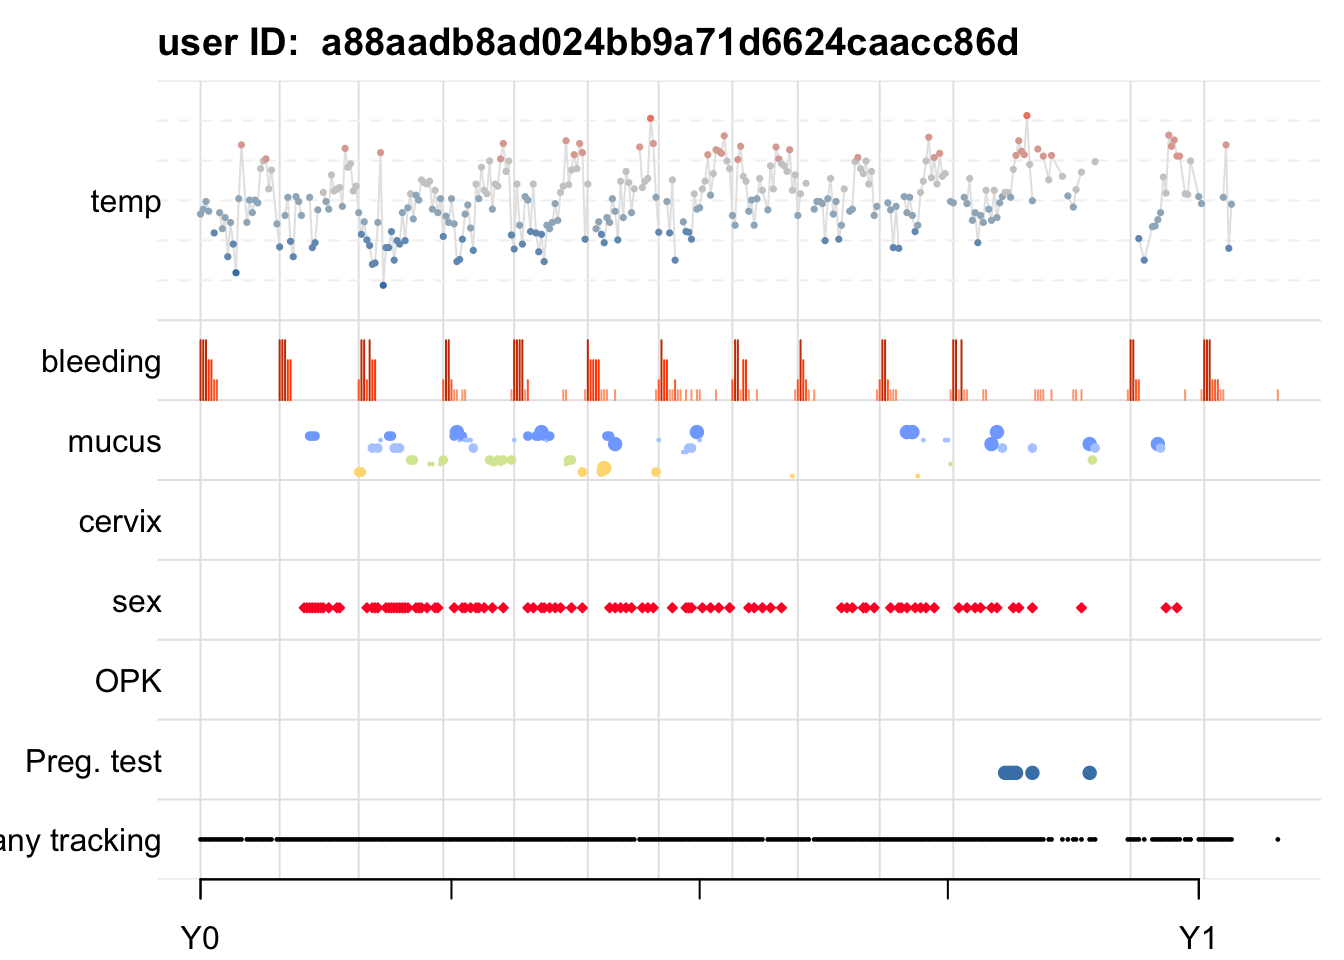 user ID:  a88aadb8ad024bb9a71d6624caacc86d
temp
bleeding
mucus
cervix
sex
OPK
Preg. test
any tracking
Y0 Y1